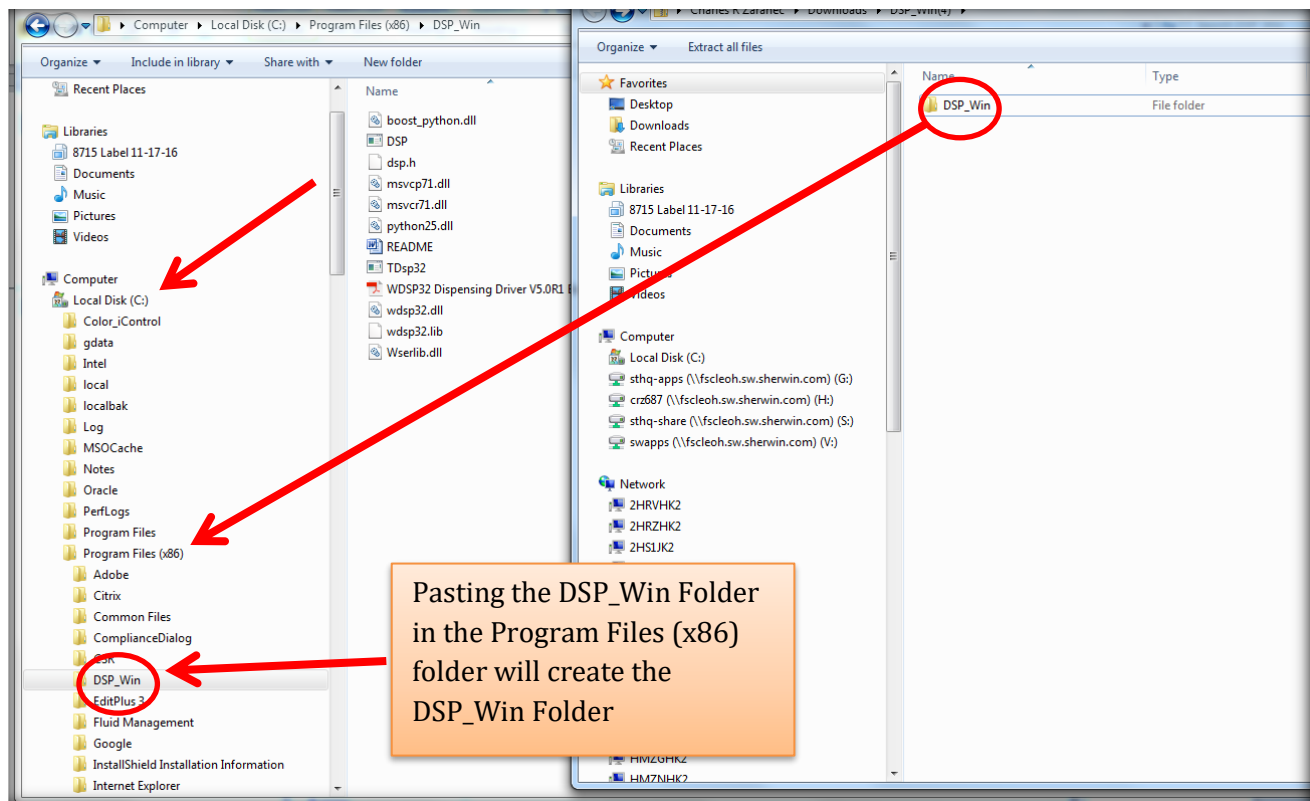 Computer ▸ Local Disk (C:) ▸ Program Files (x86) ▸ DSP_Win
Organize Include in library Share with New folder
Recent Places
Libraries
8715 Label 11-17-16
Documents
Music
Pictures
Videos
Computer
Local Disk (C:)
Color_iControl
gdata
Intel
local
localbak
Log
MSOCache
Notes
Oracle
PerfLogs
Program Files
Program Files (x86)
Adobe
Citrix
Common Files
ComplianceDialog
CSR
DSP_Win
EditPlus 3
Fluid Management
Google
InstallShield Installation Information
Internet Explorer
Name
boost_python.dll
DSP
dsp.h
msvcp71.dll
msvcr71.dll
python25.dll
README
TDsp32
WDSP32 Dispensing Driver V5.0R1
wdsp32.dll
wdsp32.lib
Wserlib.dll
Charles R Zaranec ▸ Downloads ▸ DSP_Win(4) ▸
Organize Extract all files
Favorites
Desktop
Downloads
Recent Places
Libraries
8715 Label 11-17-16
Documents
Music
Pictures
Videos
Computer
Local Disk (C:)
sthq-apps (\\fscleoh.sw.sherwin.com) (G:)
crz687 (\\fscleoh.sw.sherwin.com) (H:)
sthq-share (\\fscleoh.sw.sherwin.com) (S:)
swapps (\\fscleoh.sw.sherwin.com) (V:)
Network
2HRVHK2
2HRZHK2
2HS1JK2
HMZGHK2
HMZNHK2
Name Type
DSP_Win File folder
Pasting the DSP_Win Folder
in the Program Files (x86)
folder will create the
DSP_Win Folder